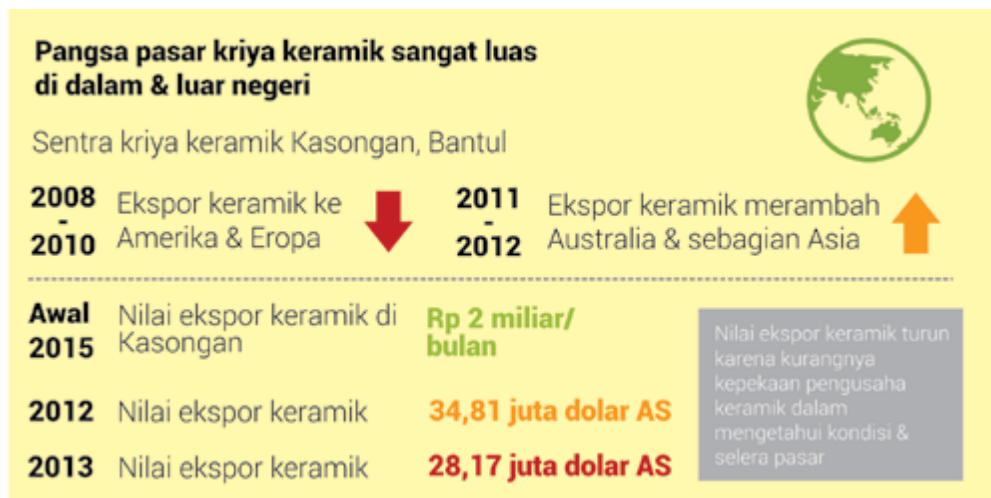 Pangsa pasar kriya keramik sangat luas
di dalam & luar negeri
Sentra kriya keramik Kasongan, Bantul
2008
-
2010
Ekspor keramik ke
Amerika & Eropa
2011
-
2012
Ekspor keramik merambah
Australia & sebagian Asia
Awal
2015
Nilai ekspor keramik di
Kasongan
Rp 2 miliar/
bulan
2012
Nilai ekspor keramik
34,81 juta dolar AS
2013
Nilai ekspor keramik
28,17 juta dolar AS
Nilai ekspor keramik turun
karena kurangnya
kepekaan pengusaha
keramik dalam
mengetahui kondisi &
selera pasar